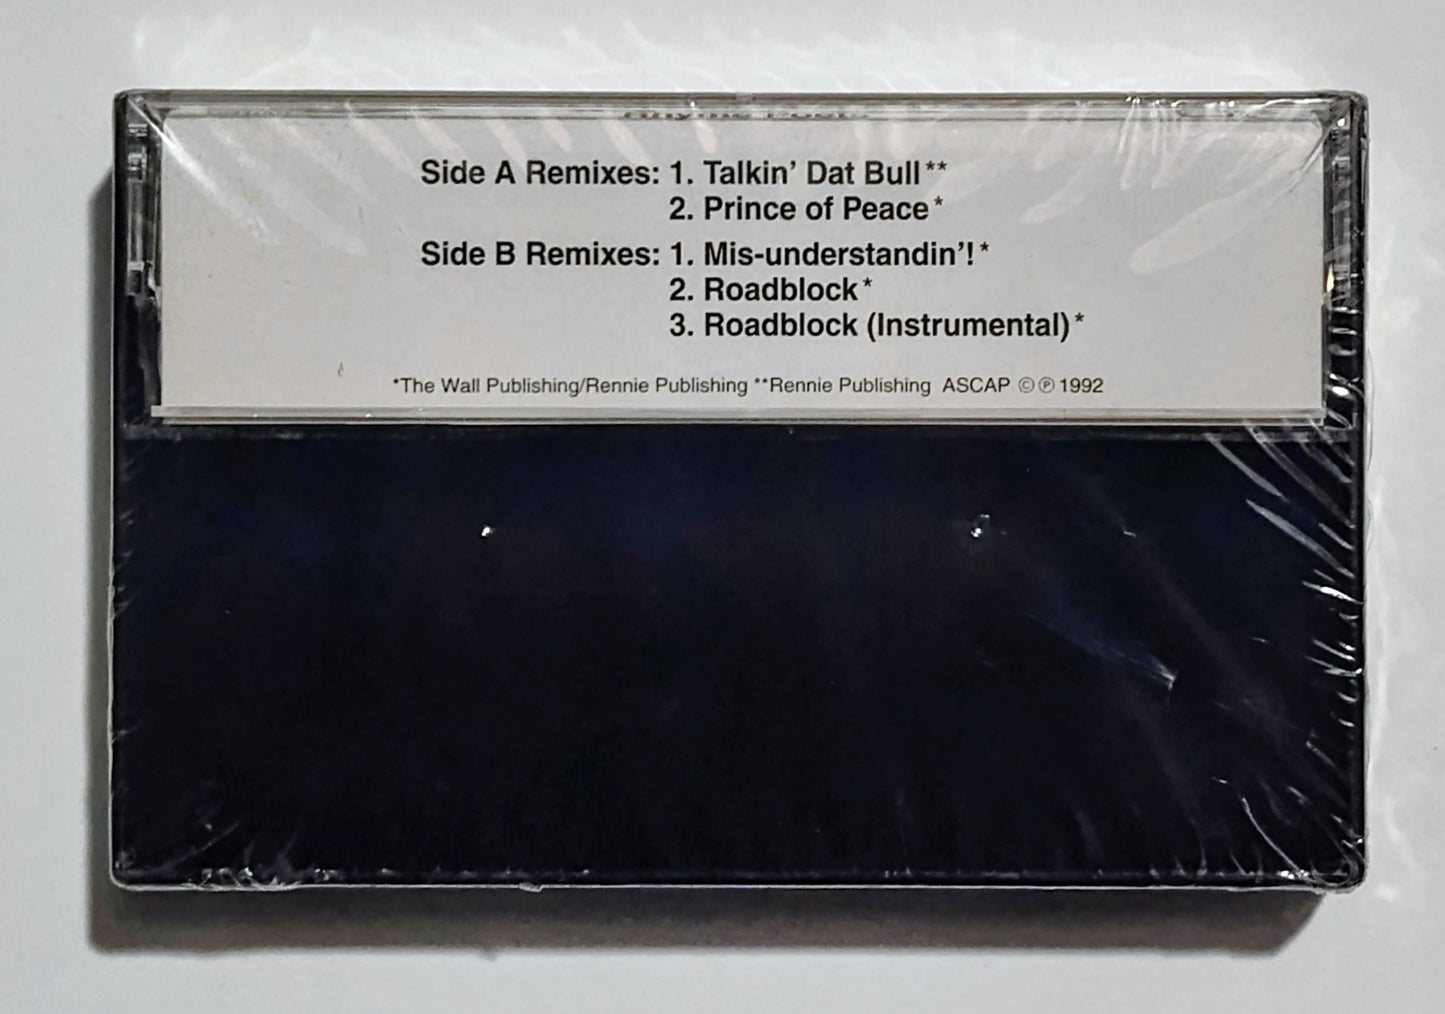 Side A Remixes: 1. Talkin' Dat Bull**
2. Prince of Peace*
Side B Remixes: 1. Mis-understandin'!*
2. Roadblock*
3. Roadblock (Instrumental)*
*The Wall Publishing/Rennie Publishing **Rennie Publishing ASCAP ©℗ 1992